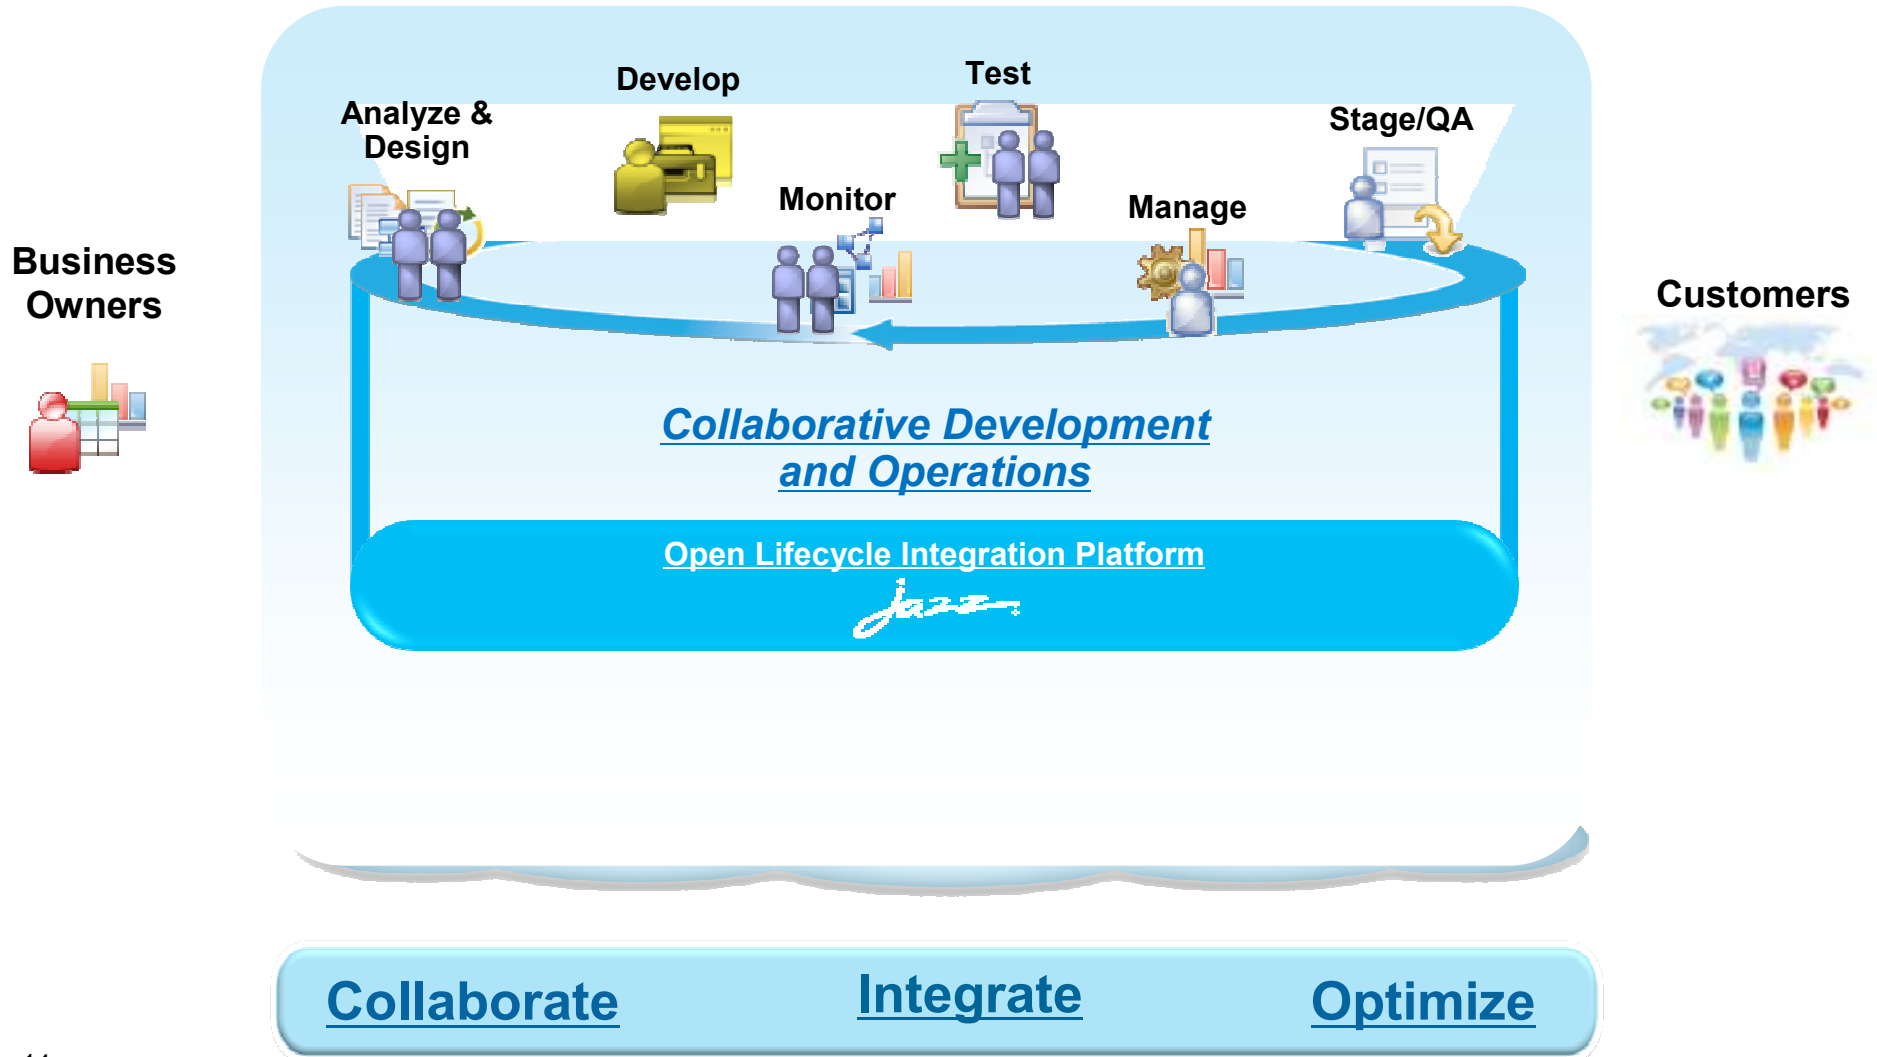 Develop
Test
Analyze &
Design
Stage/QA
Monitor
Manage
Business
Owners
Customers
Collaborative Development
and Operations
Open Lifecycle Integration Platform
jazz
Collaborate
Integrate
Optimize